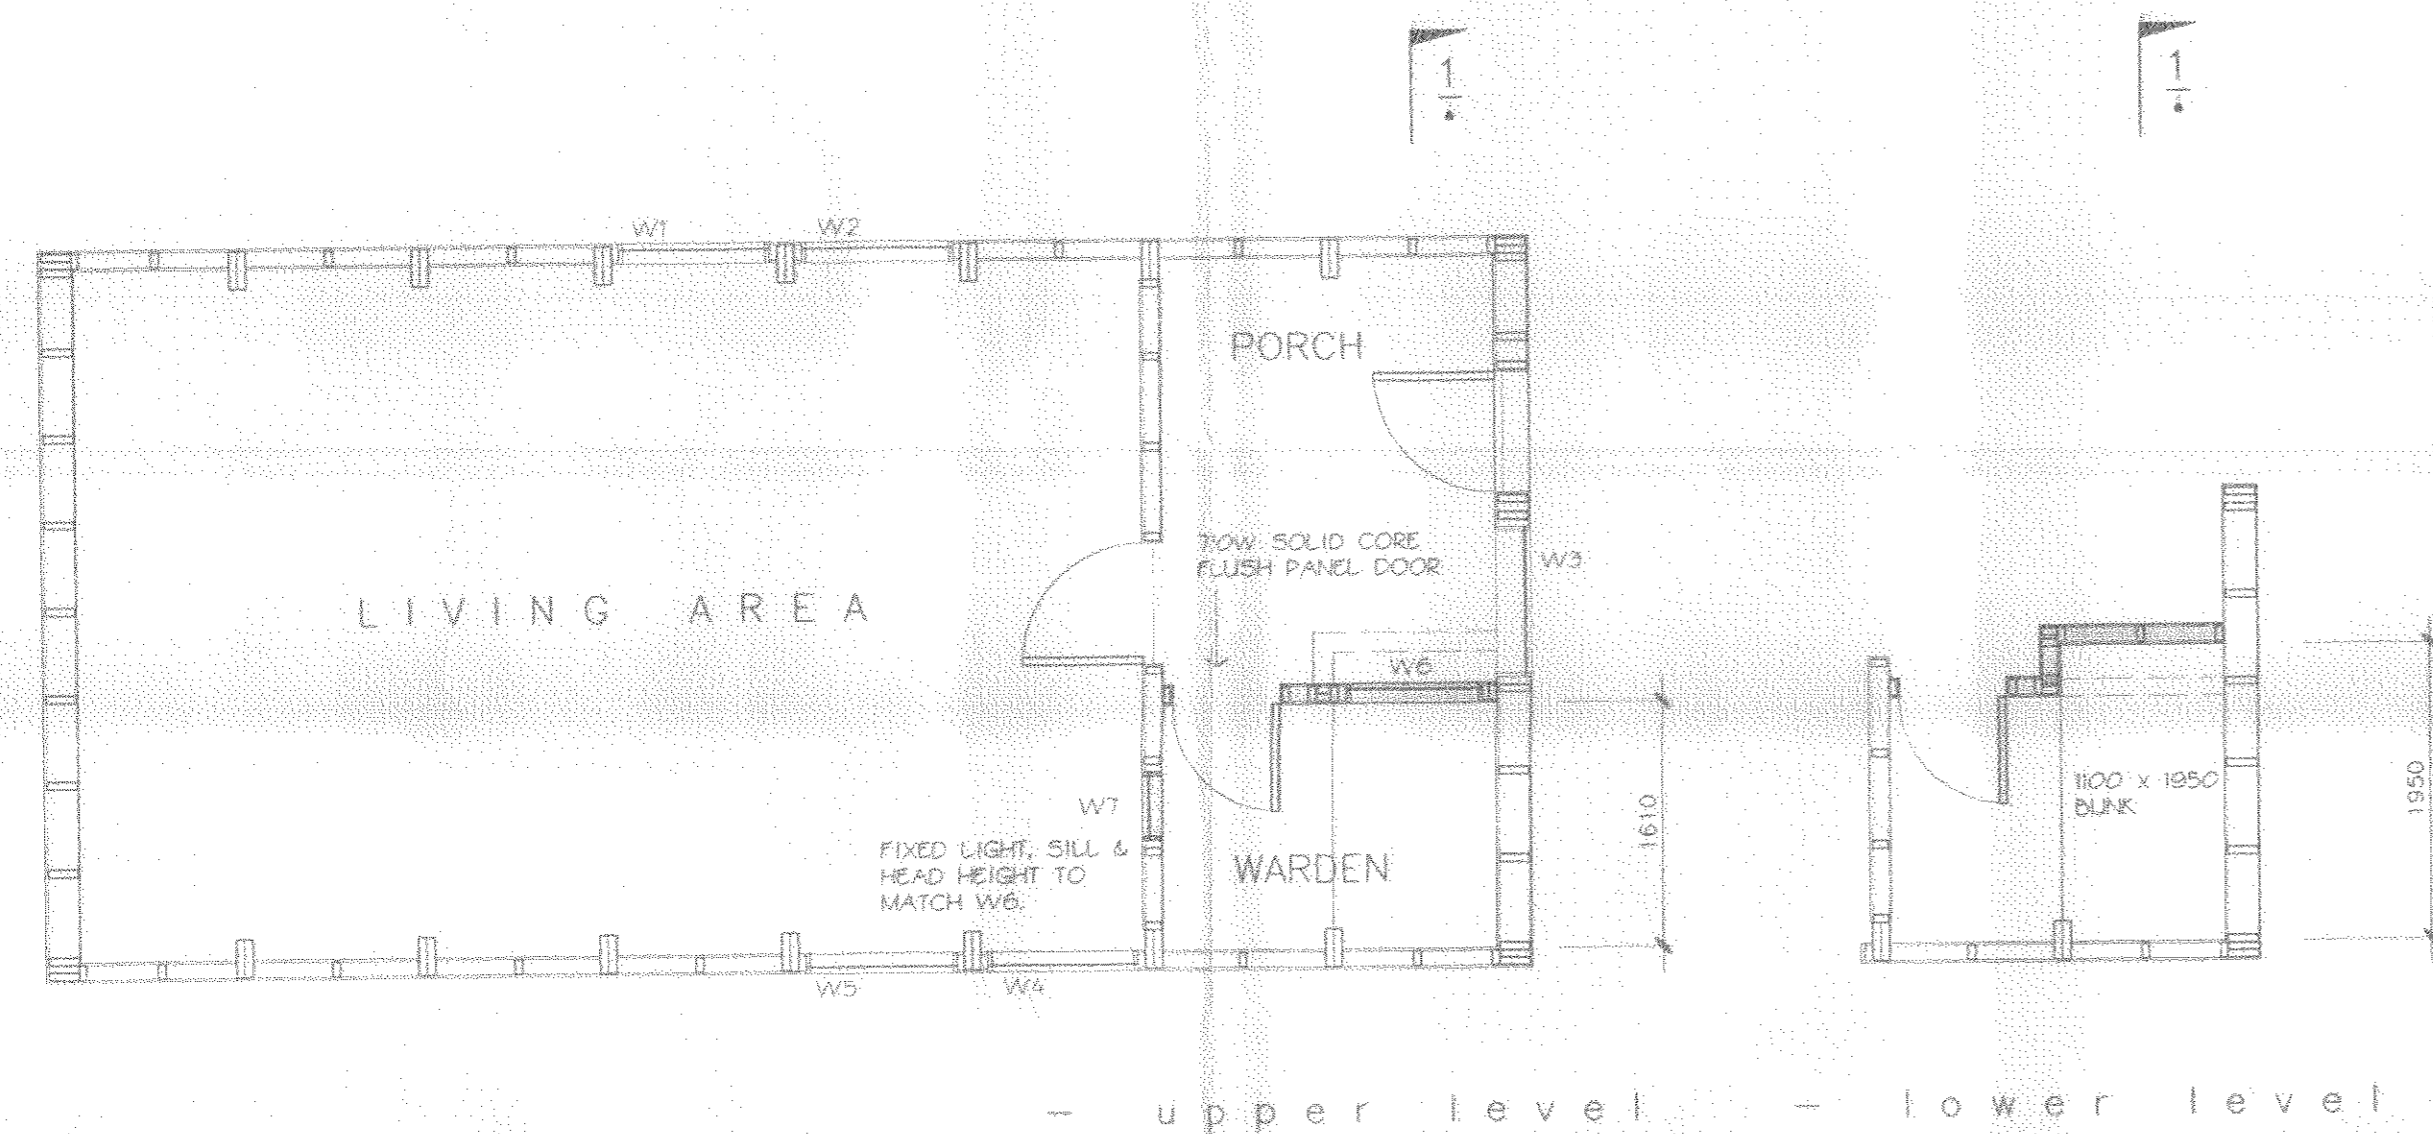 1
1
W1
W2
PORCH
710W SOLID CORE
FLUSH PANEL DOOR
W3
LIVING AREA
W6
1100 x 1950
BUNK
1950
W7
1610
FIXED LIGHT, SILL &
HEAD HEIGHT TO
MATCH W6.
WARDEN
W5
W4
- upper level
- lower level